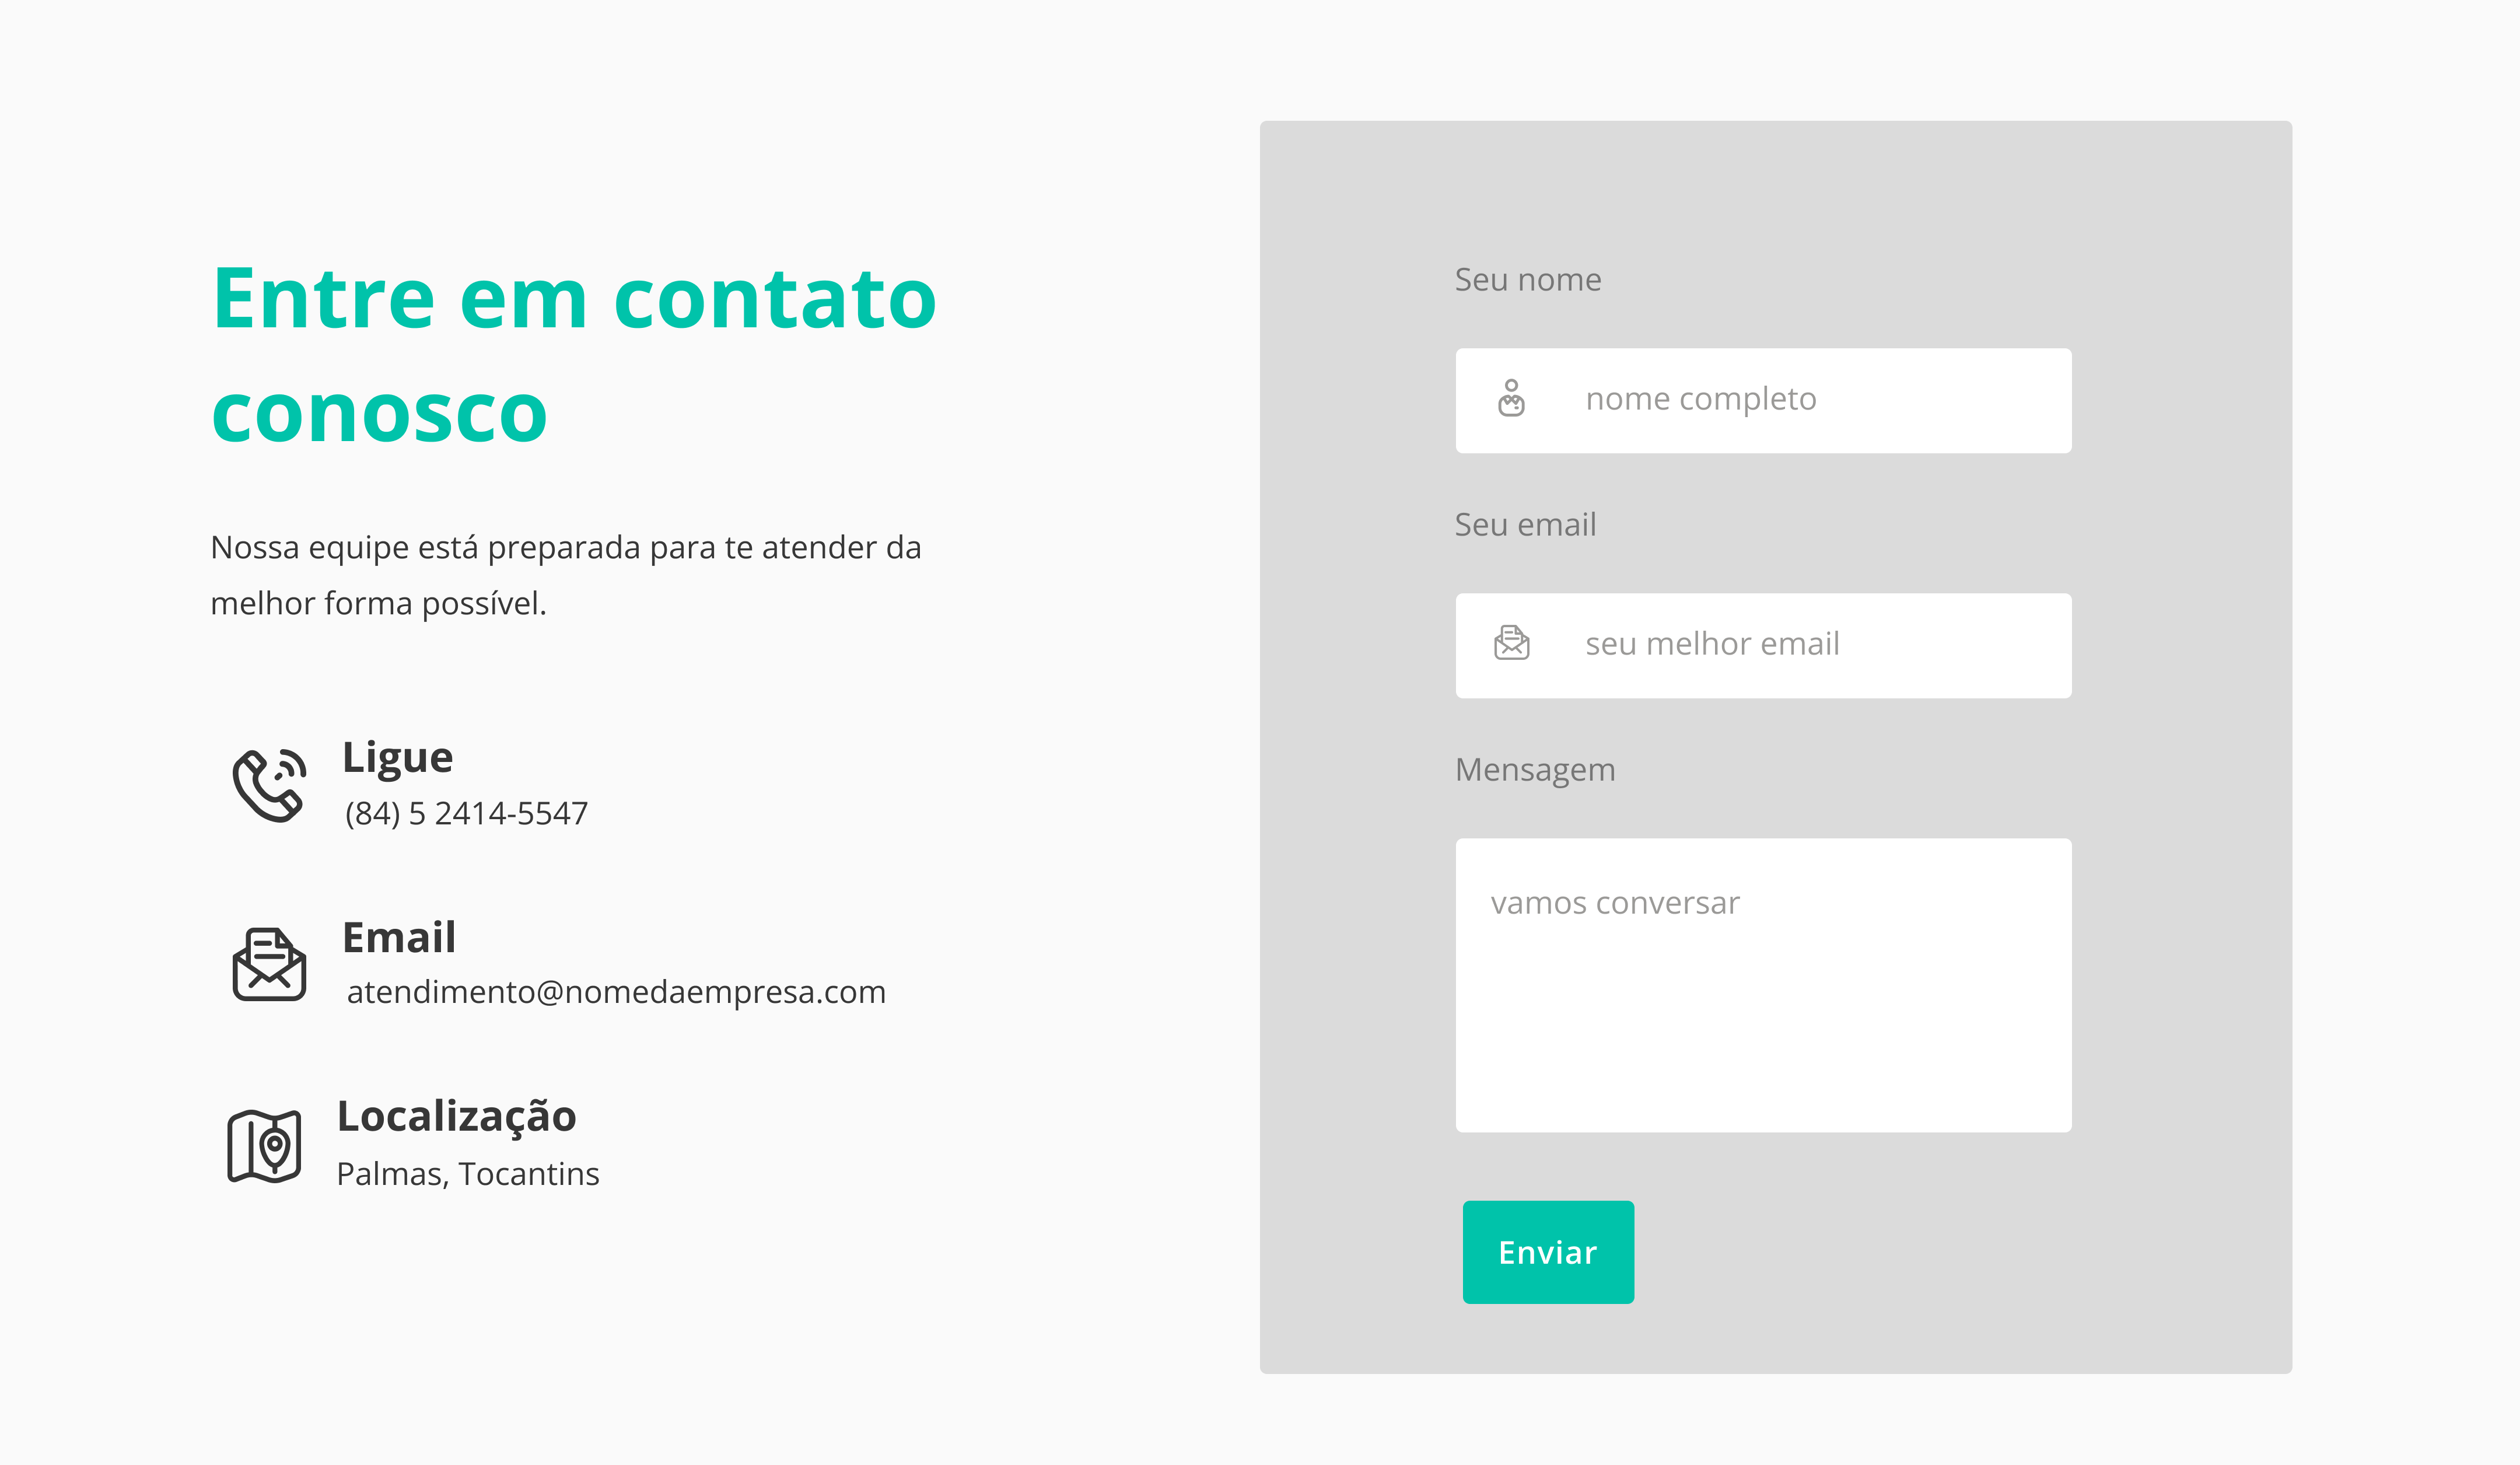 Entre em contato
conosco
Nossa equipe está preparada para te atender da
melhor forma possível.
Ligue
(84) 5 2414-5547
Email
atendimento@nomedaempresa.com
Localização
Palmas, Tocantins
Seu nome
nome completo
Seu email
seu melhor email
Mensagem
vamos conversar
Enviar